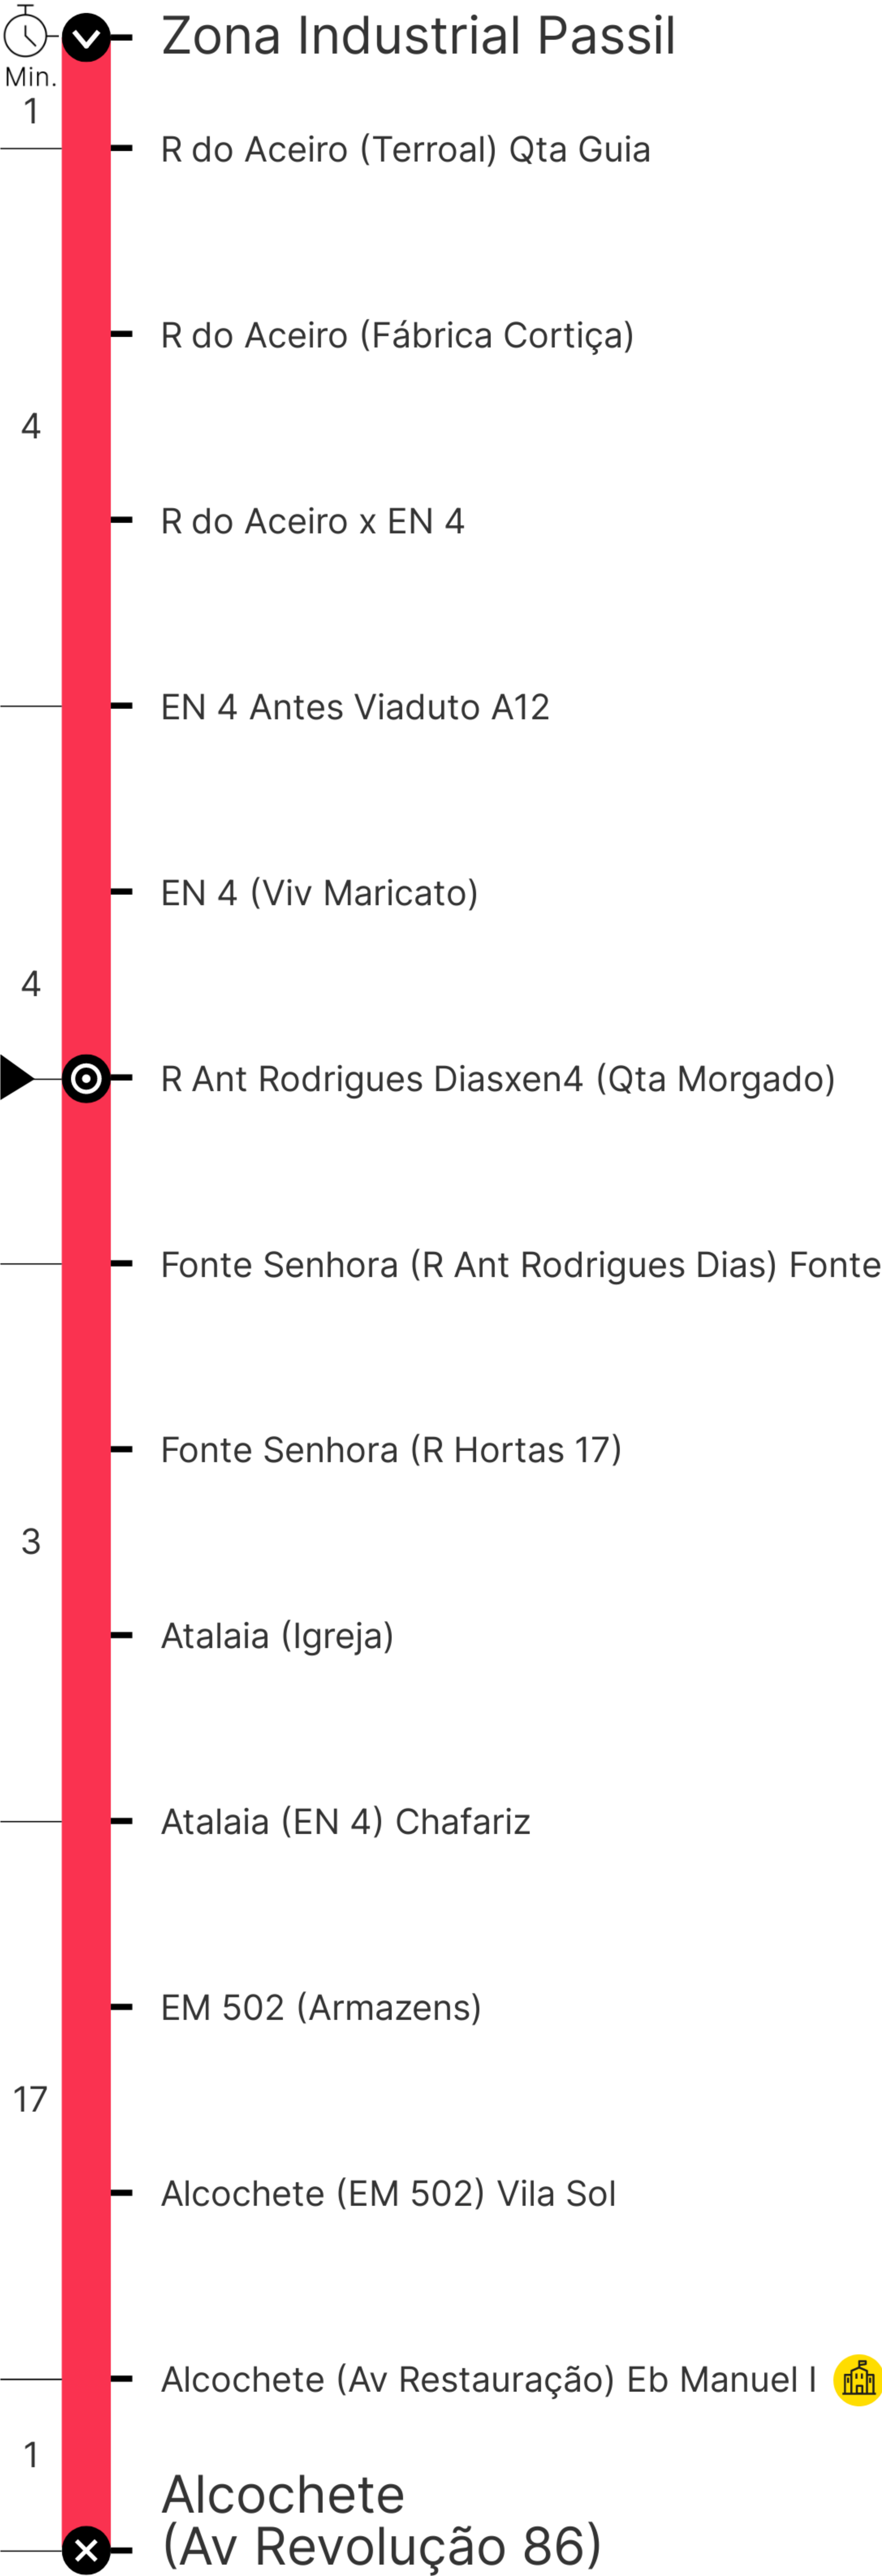 Zona Industrial Passil
Min.
1
R do Aceiro (Terroal) Qta Guia
R do Aceiro (Fábrica Cortiça)
4
R do Aceiro x EN 4
EN 4 Antes Viaduto A12
EN 4 (Viv Maricato)
4
R Ant Rodrigues Diasxen4 (Qta Morgado)
Fonte Senhora (R Ant Rodrigues Dias) Fonte
Fonte Senhora (R Hortas 17)
3
Atalaia (Igreja)
Atalaia (EN 4) Chafariz
EM 502 (Armazens)
17
Alcochete (EM 502) Vila Sol
Alcochete (Av Restauração) Eb Manuel I
1
Alcochete
(Av Revolução 86)